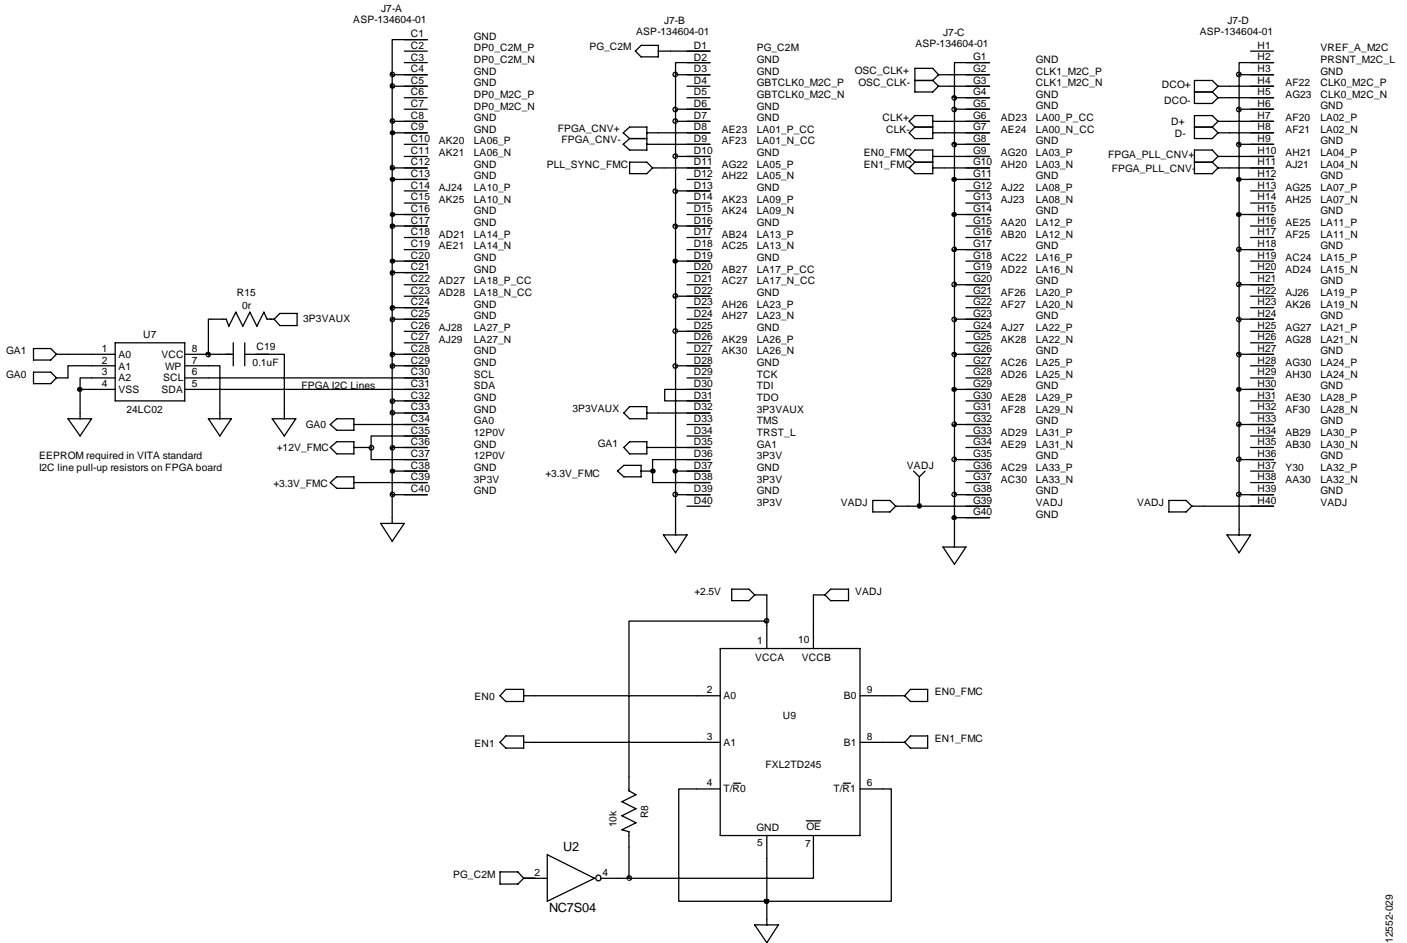 J7-A
ASP-134604-01
C1 GND
C2 DP0_C2M_P
C3 DP0_C2M_N
C4 GND
C5 GND
C6 DP0_M2C_P
C7 DP0_M2C_N
C8 GND
C9 GND
C10 AK20 LA06_P
C11 AK21 LA06_N
C12 GND
C13 GND
C14 AJ24 LA10_P
C15 AK25 LA10_N
C16 GND
C17 GND
C18 AD21 LA14_P
C19 AE21 LA14_N
C20 GND
C21 GND
C22 AD27 LA18_P_CC
C23 AD28 LA18_N_CC
C24 GND
C25 GND
C26 AJ28 LA27_P
C27 AJ29 LA27_N
C28 GND
C29 GND
C30 SCL
FPGA I2C Lines C31 SDA
C32 GND
C33 GND
GA0 C34 GA0
C35 12P0V
+12V_FMC C36 GND
C37 12P0V
C38 GND
+3.3V_FMC C39 3P3V
C40 GND
R15
0r
3P3VAUX
U7
C19
0.1uF
GA1 1 A0 VCC 8
GA0 2 A1 WP 7
3 A2 SCL 6
4 VSS SDA 5
24LC02
EEPROM required in VITA standard
I2C line pull-up resistors on FPGA board
J7-B
ASP-134604-01
PG_C2M D1 PG_C2M
D2 GND
D3 GND
D4 GBTCLK0_M2C_P
D5 GBTCLK0_M2C_N
D6 GND
D7 GND
FPGA_CNV+ D8 AE23 LA01_P_CC
FPGA_CNV- D9 AF23 LA01_N_CC
D10 GND
PLL_SYNC_FMC D11 AG22 LA05_P
D12 AH22 LA05_N
D13 GND
D14 AK23 LA09_P
D15 AK24 LA09_N
D16 GND
D17 AB24 LA13_P
D18 AC25 LA13_N
D19 GND
D20 AB27 LA17_P_CC
D21 AC27 LA17_N_CC
D22 GND
D23 AH26 LA23_P
D24 AH27 LA23_N
D25 GND
D26 AK29 LA26_P
D27 AK30 LA26_N
D28 GND
D29 TCK
D30 TDI
D31 TDO
3P3VAUX D32 3P3VAUX
D33 TMS
D34 TRST_L
GA1 D35 GA1
D36 3P3V
+3.3V_FMC D37 GND
D38 3P3V
D39 GND
D40 3P3V
J7-C
ASP-134604-01
G1 GND
OSC_CLK+ G2 CLK1_M2C_P
OSC_CLK- G3 CLK1_M2C_N
G4 GND
G5 GND
CLK+ G6 AD23 LA00_P_CC
CLK- G7 AE24 LA00_N_CC
G8 GND
EN0_FMC G9 AG20 LA03_P
EN1_FMC G10 AH20 LA03_N
G11 GND
G12 AJ22 LA08_P
G13 AJ23 LA08_N
G14 GND
G15 AA20 LA12_P
G16 AB20 LA12_N
G17 GND
G18 AC22 LA16_P
G19 AD22 LA16_N
G20 GND
G21 AF26 LA20_P
G22 AF27 LA20_N
G23 GND
G24 AJ27 LA22_P
G25 AK28 LA22_N
G26 GND
G27 AC26 LA25_P
G28 AD26 LA25_N
G29 GND
G30 AE28 LA29_P
G31 AF28 LA29_N
G32 GND
G33 AD29 LA31_P
G34 AE29 LA31_N
G35 GND
VADJ G36 AC29 LA33_P
G37 AC30 LA33_N
G38 GND
VADJ G39 VADJ
G40 GND
J7-D
ASP-134604-01
H1 VREF_A_M2C
H2 PRSNT_M2C_L
H3 GND
DCO+ H4 AF22 CLK0_M2C_P
DCO- H5 AG23 CLK0_M2C_N
H6 GND
D+ H7 AF20 LA02_P
D- H8 AF21 LA02_N
H9 GND
FPGA_PLL_CNV+ H10 AH21 LA04_P
FPGA_PLL_CNV- H11 AJ21 LA04_N
H12 GND
H13 AG25 LA07_P
H14 AH25 LA07_N
H15 GND
H16 AE25 LA11_P
H17 AF25 LA11_N
H18 GND
H19 AC24 LA15_P
H20 AD24 LA15_N
H21 GND
H22 AJ26 LA19_P
H23 AK26 LA19_N
H24 GND
H25 AG27 LA21_P
H26 AG28 LA21_N
H27 GND
H28 AG30 LA24_P
H29 AH30 LA24_N
H30 GND
H31 AE30 LA28_P
H32 AF30 LA28_N
H33 GND
H34 AB29 LA30_P
H35 AB30 LA30_N
H36 GND
H37 Y30 LA32_P
H38 AA30 LA32_N
H39 GND
VADJ H40 VADJ
+2.5V VADJ
1 10
VCCA VCCB
EN0 2 A0 B0 9 EN0_FMC
U9
EN1 3 A1 B1 8 EN1_FMC
FXL2TD245
4 T/R0 T/R1 6
10k R8
GND OE
5 7
U2
PG_C2M 2 4
NC7S04
12552-029